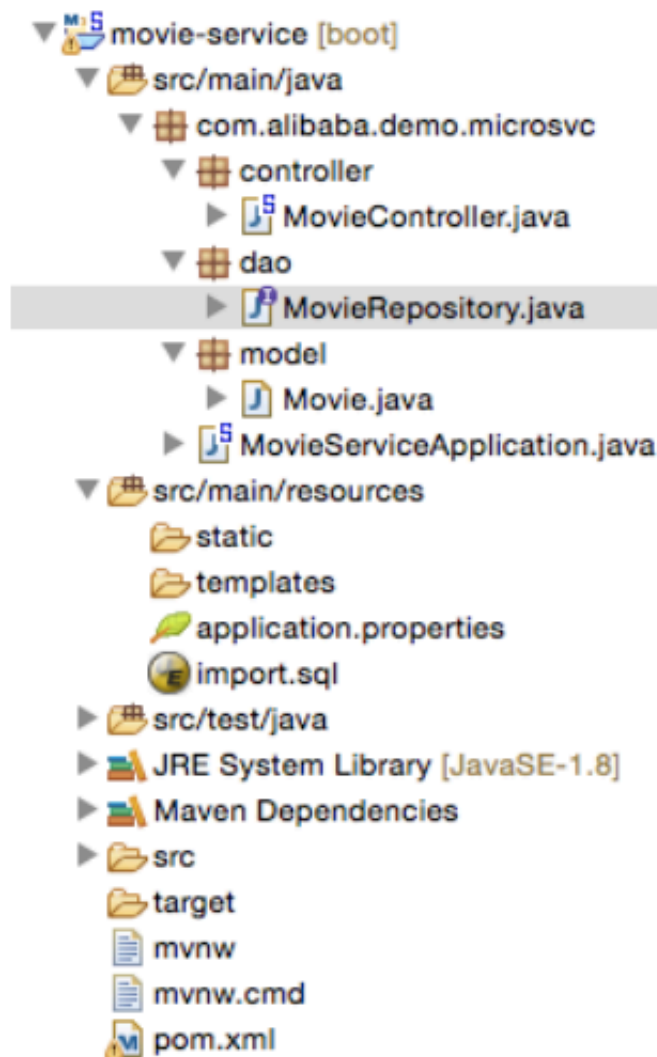 movie-service [boot]
src/main/java
com.alibaba.demo.microsvc
controller
MovieController.java
dao
MovieRepository.java
model
Movie.java
MovieServiceApplication.java
src/main/resources
static
templates
application.properties
import.sql
src/test/java
JRE System Library [JavaSE-1.8]
Maven Dependencies
src
target
mvnw
mvnw.cmd
pom.xml